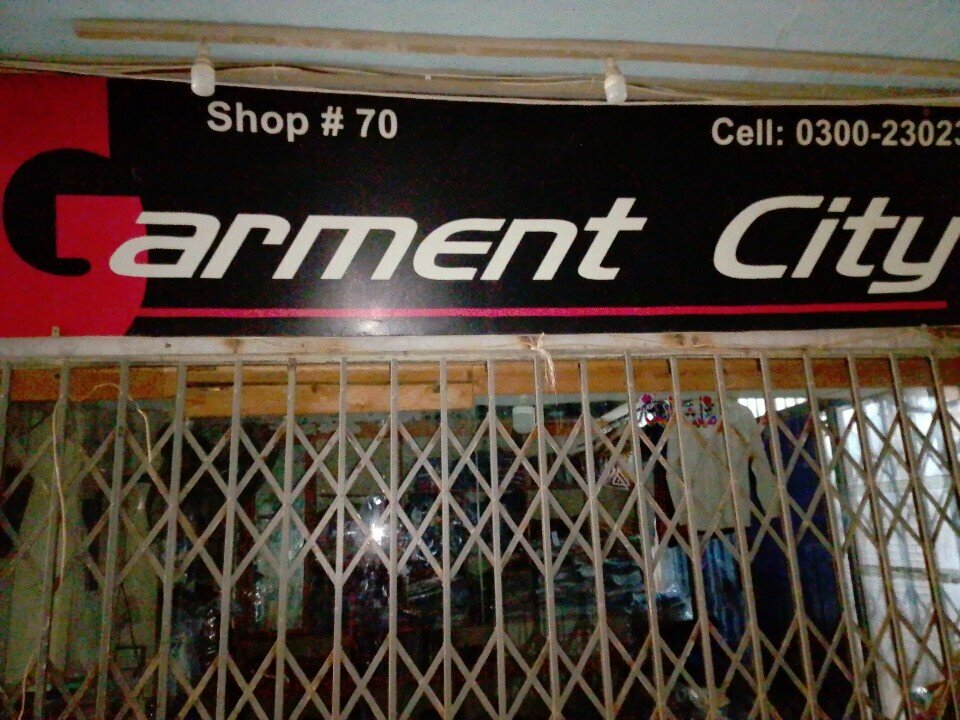 Shop # 70
Cell: 0300-23023
Garment City